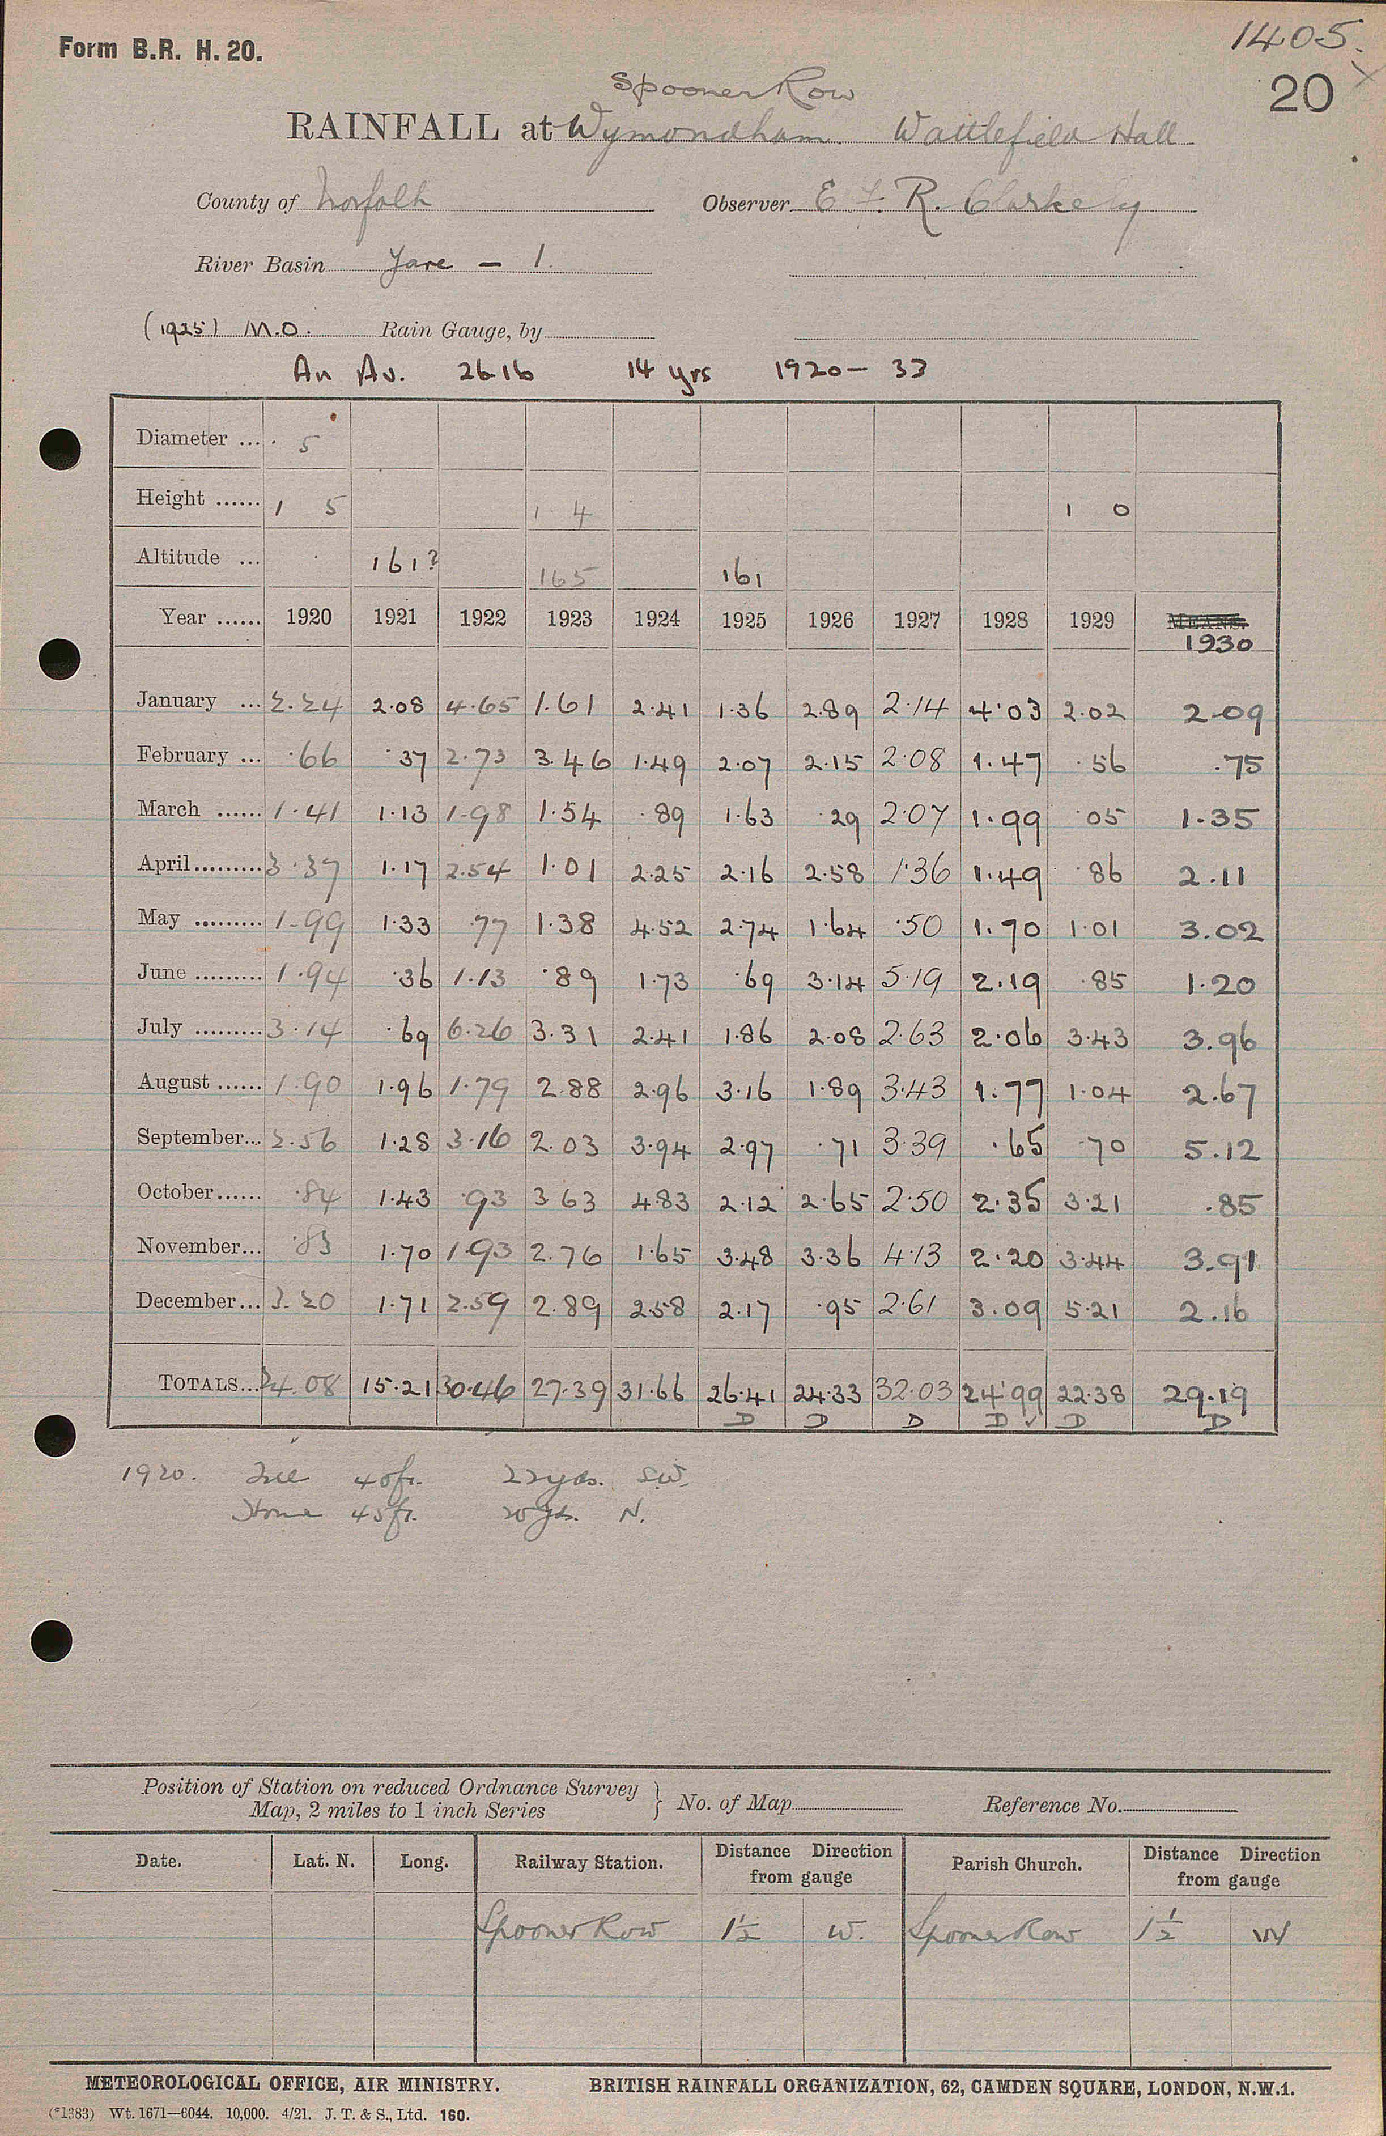 Form B.R. H. 20.
1405.
20
Spooner Row
RAINFALL at Wymondham Wattlefield Hall
County of Norfolk Observer E. F. R. Clarke
River Basin Yare – 1.
(1925) M.O. Rain Gauge, by
An Av. 26.16 14 yrs 1920–33
Diameter ... 5
Height ...... 1 5 1 4 1 0
Altitude ... 161? 165 161
Year ...... 1920 1921 1922 1923 1924 1925 1926 1927 1928 1929 MEANS.
1930
January ... 2.24 2.08 4.65 1.61 2.41 1.36 2.89 2.14 4.03 2.02 2.09
February ... .66 .37 2.73 3.46 1.49 2.07 2.15 2.08 1.47 .56 .75
March ...... 1.41 1.13 1.98 1.54 .89 1.63 .29 2.07 1.99 .05 1.35
April......... 3.37 1.17 2.54 1.01 2.25 2.16 2.58 1.36 1.49 .86 2.11
May ......... 1.99 1.33 .77 1.38 4.52 2.74 1.64 .50 1.70 1.01 3.02
June ......... 1.94 .36 1.13 .89 1.73 .69 3.14 5.19 2.19 .85 1.20
July ......... 3.14 .69 6.26 3.31 2.41 1.86 2.08 2.63 2.06 3.43 3.96
August ...... 1.90 1.96 1.79 2.88 2.96 3.16 1.89 3.43 1.77 1.04 2.67
September... 2.56 1.28 3.16 2.03 3.94 2.97 .71 3.39 .65 .70 5.12
October...... .84 1.43 .93 3.63 4.83 2.12 2.65 2.50 2.35 3.21 .85
November... .83 1.70 1.93 2.76 1.65 3.48 3.36 4.13 2.20 3.44 3.91
December... 3.20 1.71 2.59 2.89 2.58 2.17 .95 2.61 3.09 5.21 2.16
TOTALS... 24.08 15.21 30.46 27.39 31.66 26.41 24.33 32.03 24.99 22.38 29.19
D D D D ✓ D D
1920. Tree 40ft. 22yds. SW.
House 45ft. 20yds. N.
Position of Station on reduced Ordnance Survey
Map, 2 miles to 1 inch Series } No. of Map Reference No.
Date. Lat. N. Long. Railway Station. Distance Direction from gauge Parish Church. Distance Direction from gauge
Spooner Row 1½ W. Spooner Row 1½ W
METEOROLOGICAL OFFICE, AIR MINISTRY. BRITISH RAINFALL ORGANIZATION, 62, CAMDEN SQUARE, LONDON, N.W.1.
(*1383) Wt. 1671—6044. 10,000. 4/21. J. T. & S., Ltd. 160.